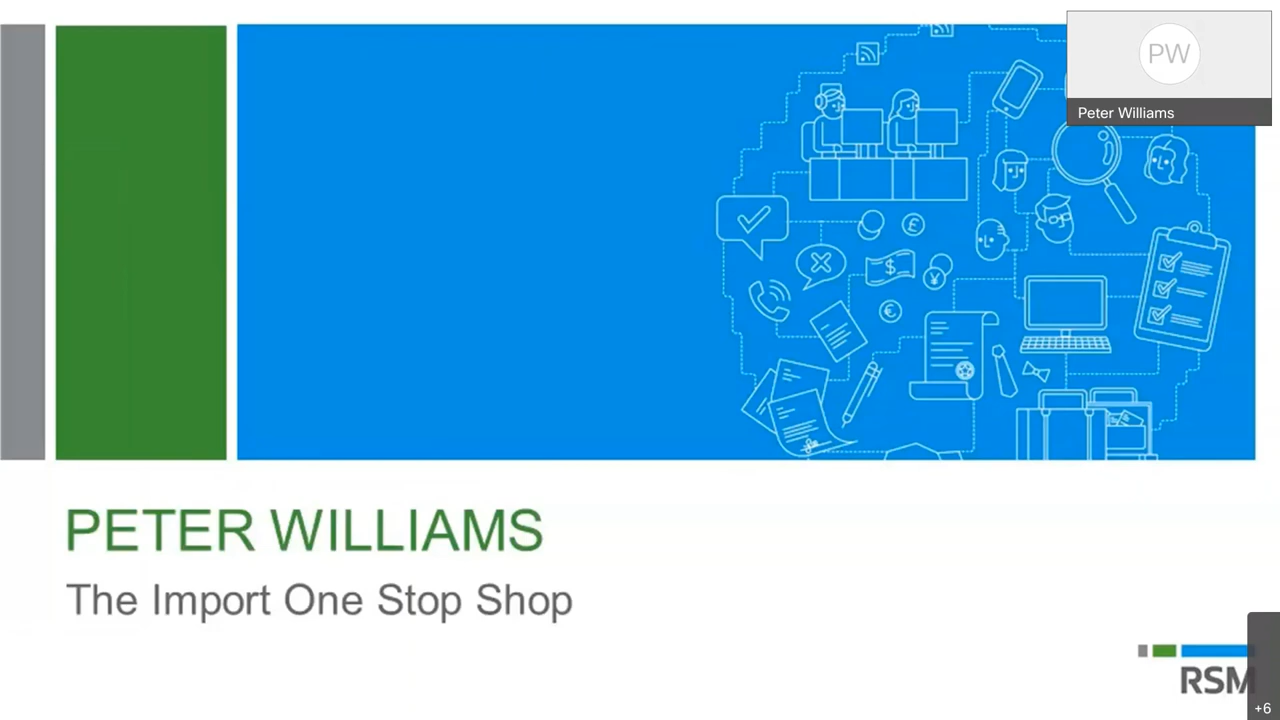 PW
Peter Williams
£
$
¥
€
PETER WILLIAMS
The Import One Stop Shop
RSM
+6